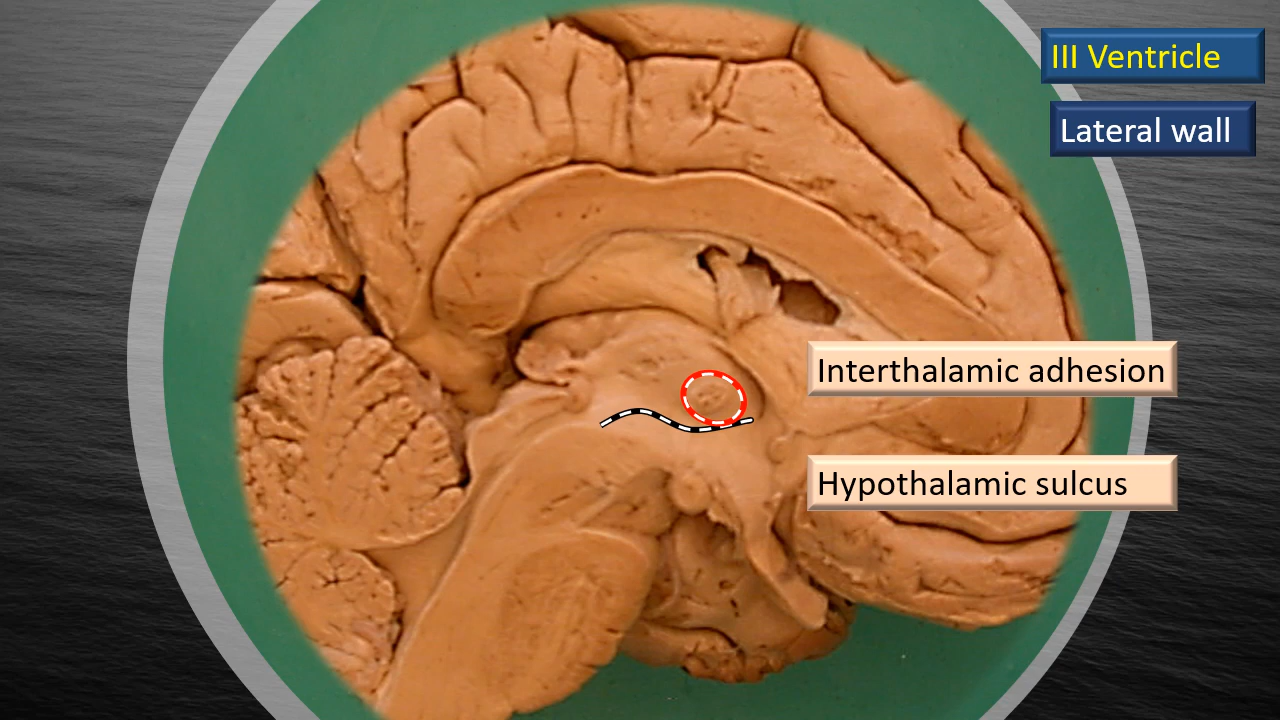 III Ventricle
Lateral wall
Interthalamic adhesion
Hypothalamic sulcus